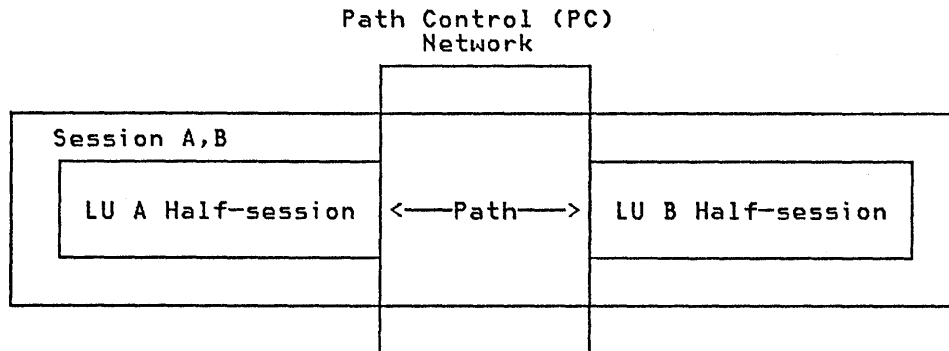 Path Control (PC)
Network
Session A,B
LU A Half-session <--Path--> LU B Half-session